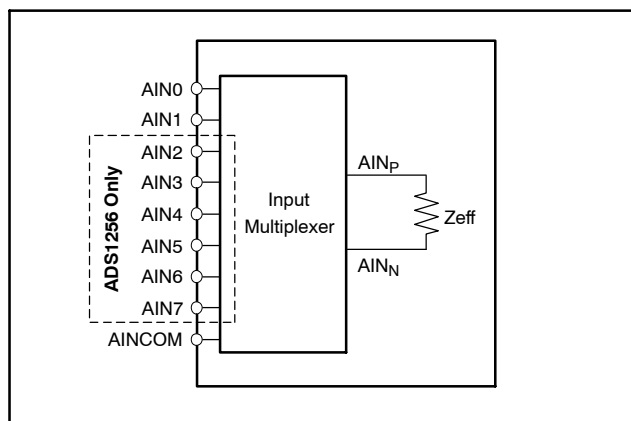 AIN0
AIN1
AIN2
AIN3
AIN4
AIN5
AIN6
AIN7
AINCOM
ADS1256 Only
Input
Multiplexer
AINP
Zeff
AINN